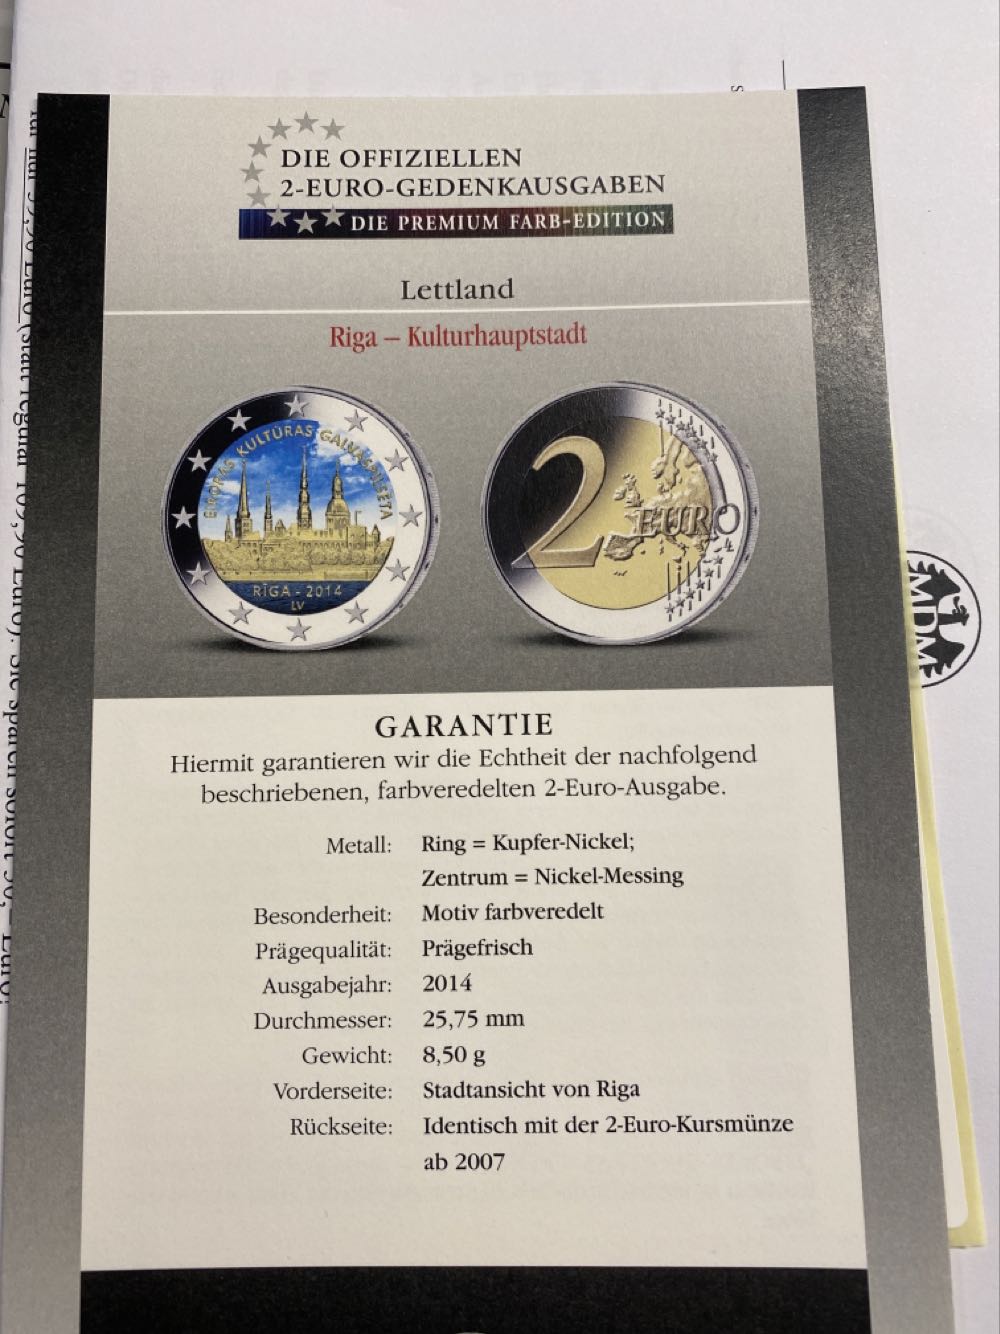 DIE OFFIZIELLEN
2-EURO-GEDENKAUSGABEN
DIE PREMIUM FARB-EDITION
Lettland
Riga – Kulturhauptstadt
EIROPAS KULTŪRAS GALVASPILSĒTA
RĪGA - 2014
LV
2 EURO
GARANTIE
Hiermit garantieren wir die Echtheit der nachfolgend
beschriebenen, farbveredelten 2-Euro-Ausgabe.
Metall: Ring = Kupfer-Nickel;
Zentrum = Nickel-Messing
Besonderheit: Motiv farbveredelt
Prägequalität: Prägefrisch
Ausgabejahr: 2014
Durchmesser: 25,75 mm
Gewicht: 8,50 g
Vorderseite: Stadtansicht von Riga
Rückseite: Identisch mit der 2-Euro-Kursmünze
ab 2007
MDM